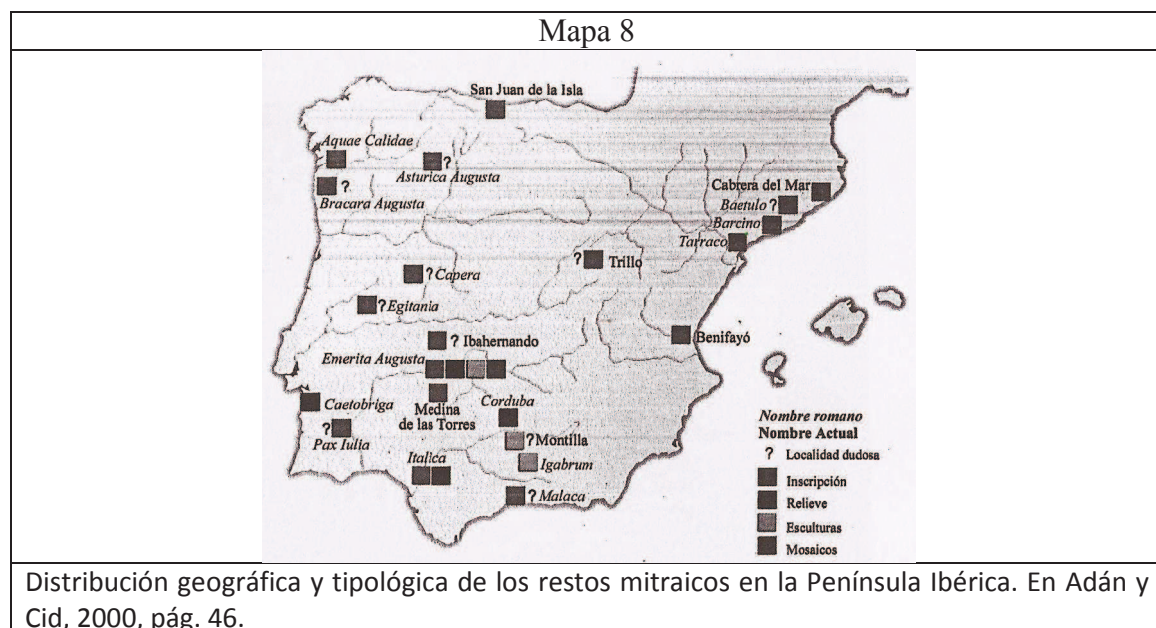 Mapa 8
San Juan de la Isla
Aquae Calidae
?
Asturica Augusta
?
Bracara Augusta
Cabrera del Mar
Baetulo ?
Barcino
Tarraco
? Trillo
? Capera
? Egitania
? Ibahernando
Emerita Augusta
Benifayó
Caetobriga
Medina
de las Torres
Corduba
?
Pax Iulia
? Montilla
Italica
Igabrum
? Malaca
Nombre romano
Nombre Actual
? Localidad dudosa
Inscripción
Relieve
Esculturas
Mosaicos
Distribución geográfica y tipológica de los restos mitraicos en la Península Ibérica. En Adán y
Cid, 2000, pág. 46.